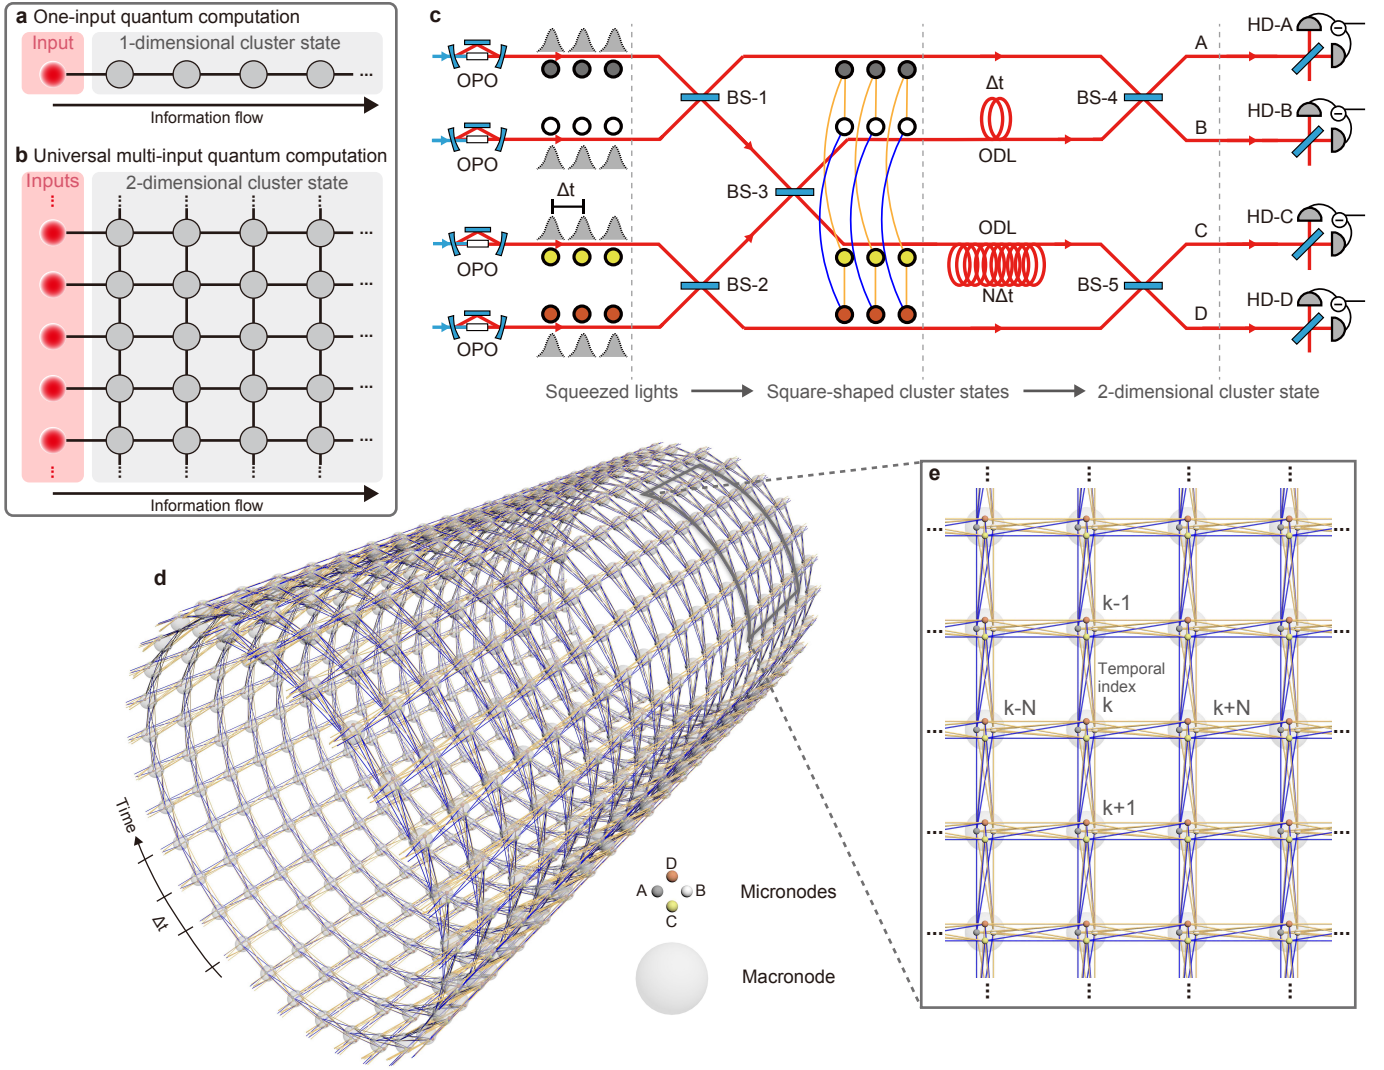 a One-input quantum computation
Input
1-dimensional cluster state
...
Information flow
b Universal multi-input quantum computation
Inputs
2-dimensional cluster state
...
...
...
...
...
Information flow
c
OPO
OPO
Δt
OPO
OPO
BS-1
BS-3
BS-2
Δt
ODL
ODL
NΔt
BS-4
BS-5
A
B
C
D
HD-A
HD-B
HD-C
HD-D
Squeezed lights
Square-shaped cluster states
2-dimensional cluster state
d
Time
Δt
D
A
B
C
Micronodes
Macronode
e
k-1
Temporal
index
k
k-N
k+N
k+1